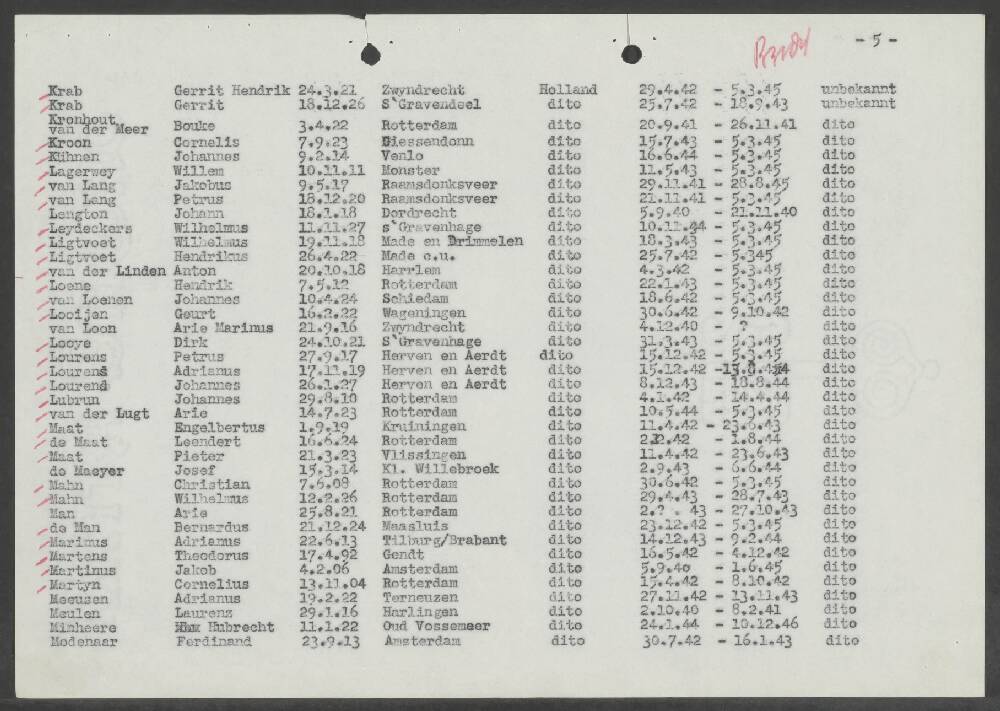 Brief - 5 -
Krab Gerrit Hendrik 24.3.21 Zwyndrecht Holland 29.4.42 - 5.3.45 unbekannt
Krab Gerrit 18.12.26 S`Gravendeel dito 25.7.42 - 18.9.43 unbekannt
Kronhout
van der Meer Bouke 3.4.22 Rotterdam dito 20.9.41 - 26.11.41 dito
Kroon Cornelis 7.9.23 Giessendonn dito 15.7.43 - 5.3.45 dito
Kühnen Johannes 9.2.14 Venlo dito 16.6.44 - 5.3.45 dito
Lagerwey Willem 10.11.11 Monster dito 11.5.43 - 5.3.45 dito
van Lang Jakobus 9.5.17 Raamsdonksveer dito 29.11.41 - 28.8.45 dito
van Lang Petrus 18.12.20 Raamsdonksveer dito 21.11.41 - 5.3.45 dito
Lengton Johann 18.1.18 Dordrecht dito 5.9.40 - 21.11.40 dito
Leydeckers Wilhelmus 11.11.27 s`Gravenhage dito 10.11.44 - 5.3.45 dito
Ligtvoet Wilhelmus 19.11.18 Made en Drimmelen dito 18.3.43 - 5.3.45 dito
Ligtvoet Hendrikus 26.4.22 Made o.u. dito 25.7.42 - 5.345 dito
van der Linden Anton 20.10.18 Harrlem dito 4.3.42 - 5.3.45 dito
Loene Hendrik 7.5.12 Rotterdam dito 22.1.43 - 5.3.45 dito
van Loenen Johannes 10.4.24 Schiedam dito 18.6.42 - 5.3.45 dito
Looijen Geurt 16.2.22 Wageningen dito 30.6.42 - 9.10.42 dito
van Loon Arie Marinus 21.9.16 Zwyndrecht dito 4.12.40 - ? dito
Looye Dirk 24.10.21 S`Gravenhage dito 31.3.43 - 5.3.45 dito
Lourens Petrus 27.9.17 Herven en Aerdt dito 15.12.42 - 5.3.45 dito
Lourens Adrianus 17.11.19 Herven en Aerdt dito 15.12.42 -13.8.44 dito
Lourens Johannes 26.1.27 Herven en Aerdt dito 8.12.43 - 18.8.44 dito
Lubrun Johannes 29.8.10 Rotterdam dito 4.1.42 - 14.4.44 dito
van der Lugt Arie 14.7.23 Rotterdam dito 10.5.44 - 5.3.45 dito
Maat Engelbertus 1.9.19 Kruiningen dito 11.4.42 - 23.6.43 dito
de Maat Leendert 16.6.24 Rotterdam dito 2.12.42 - 1.8.44 dito
Maat Pieter 21.3.23 Vlissingen dito 11.4.42 - 23.6.43 dito
de Maeyer Josef 15.3.14 Kl. Willebroek dito 2.9.43 - 6.6.44 dito
Mahn Christian 7.6.08 Rotterdam dito 30.6.42 - 5.3.45 dito
Mahn Wilhelmus 12.2.26 Rotterdam dito 29.4.43 - 28.7.43 dito
Man Arie 25.8.21 Rotterdam dito 2.? . 43 - 27.10.43 dito
de Man Bernardus 21.12.24 Maasluis dito 23.12.42 - 5.3.45 dito
Marinus Adrianus 22.6.13 Tilburg/Brabant dito 14.12.43 - 9.2.44 dito
Martens Theodorus 17.4.92 Gendt dito 16.5.42 - 4.12.42 dito
Martinus Jakob 4.2.06 Amsterdam dito 5.9.40 - 1.6.45 dito
Martyn Cornelius 13.11.04 Rotterdam dito 15.4.42 - 8.10.42 dito
Meeusen Adrianus 19.2.22 Terneuzen dito 27.11.42 - 13.11.43 dito
Meulen Laurenz 29.1.16 Harlingen dito 2.10.40 - 8.2.41 dito
Minheere Hubrecht 11.1.22 Oud Vossemeer dito 24.1.44 - 10.12.46 dito
Modenaar Ferdinand 23.9.13 Amsterdam dito 30.7.42 - 16.1.43 dito